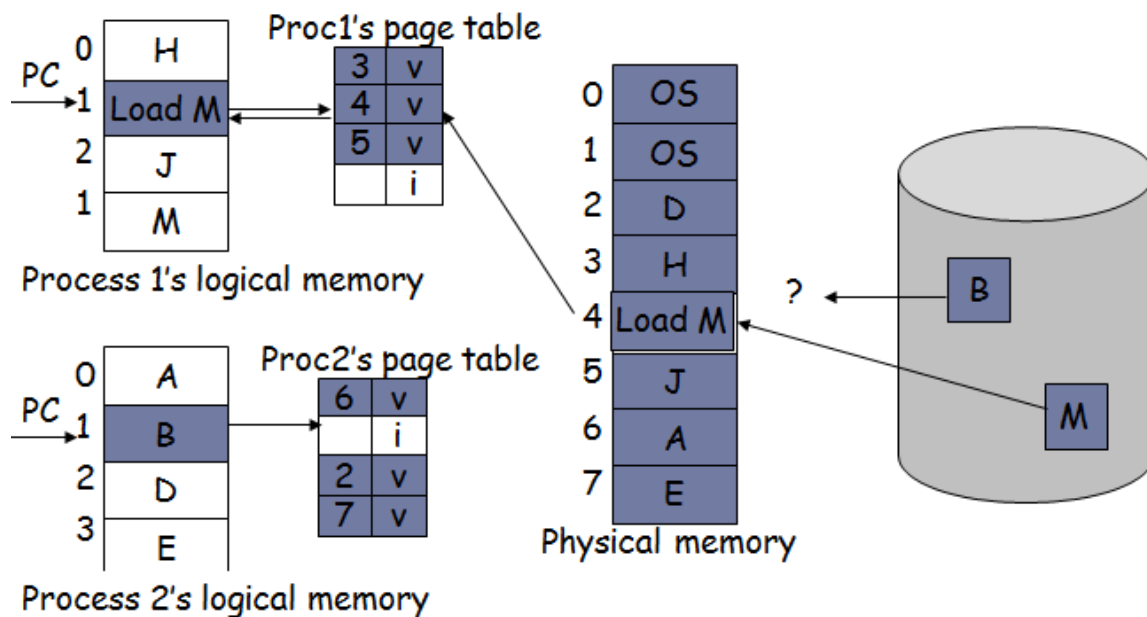 Proc1's page table
0
H
3 v
PC
1
Load M
4 v
2
J
5 v
i
1
M
Process 1's logical memory
Proc2's page table
0
A
6 v
PC
1
B
i
2
D
2 v
3
E
7 v
Process 2's logical memory
0
OS
1
OS
2
D
3
H
4
Load M
5
J
6
A
7
E
Physical memory
?
B
M